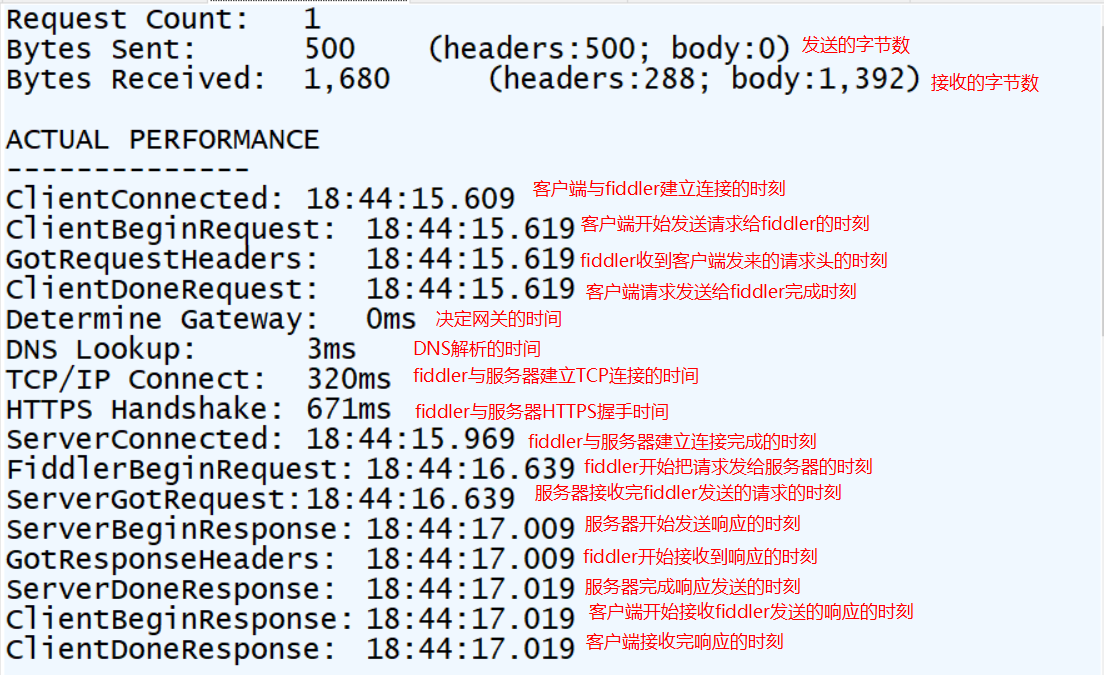 Request Count: 1
Bytes Sent: 500 (headers:500; body:0) 发送的字节数
Bytes Received: 1,680 (headers:288; body:1,392) 接收的字节数
ACTUAL PERFORMANCE
--------------
ClientConnected: 18:44:15.609 客户端与fiddler建立连接的时刻
ClientBeginRequest: 18:44:15.619 客户端开始发送请求给fiddler的时刻
GotRequestHeaders: 18:44:15.619 fiddler收到客户端发来的请求头的时刻
ClientDoneRequest: 18:44:15.619 客户端请求发送给fiddler完成时刻
Determine Gateway: 0ms 决定网关的时间
DNS Lookup: 3ms DNS解析的时间
TCP/IP Connect: 320ms fiddler与服务器建立TCP连接的时间
HTTPS Handshake: 671ms fiddler与服务器HTTPS握手时间
ServerConnected: 18:44:15.969 fiddler与服务器建立连接完成的时刻
FiddlerBeginRequest: 18:44:16.639 fiddler开始把请求发给服务器的时刻
ServerGotRequest: 18:44:16.639 服务器接收完fiddler发送的请求的时刻
ServerBeginResponse: 18:44:17.009 服务器开始发送响应的时刻
GotResponseHeaders: 18:44:17.009 fiddler开始接收到响应的时刻
ServerDoneResponse: 18:44:17.019 服务器完成响应发送的时刻
ClientBeginResponse: 18:44:17.019 客户端开始接收fiddler发送的响应的时刻
ClientDoneResponse: 18:44:17.019 客户端接收完响应的时刻